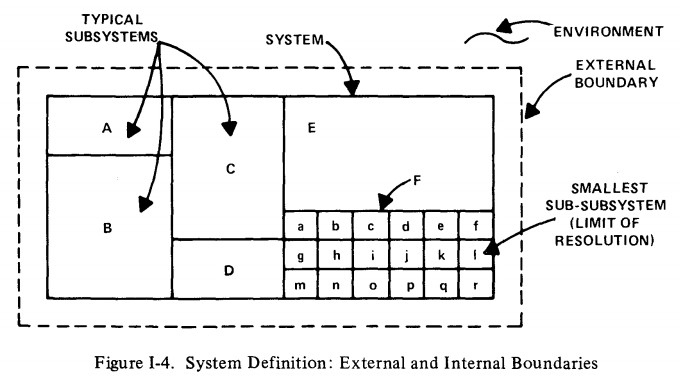 TYPICAL
SUBSYSTEMS
SYSTEM
ENVIRONMENT
EXTERNAL
BOUNDARY
A
B
C
D
E
F
SMALLEST
SUB-SUBSYSTEM
(LIMIT OF
RESOLUTION)
a b c d e f
g h i j k l
m n o p q r
Figure I-4. System Definition: External and Internal Boundaries